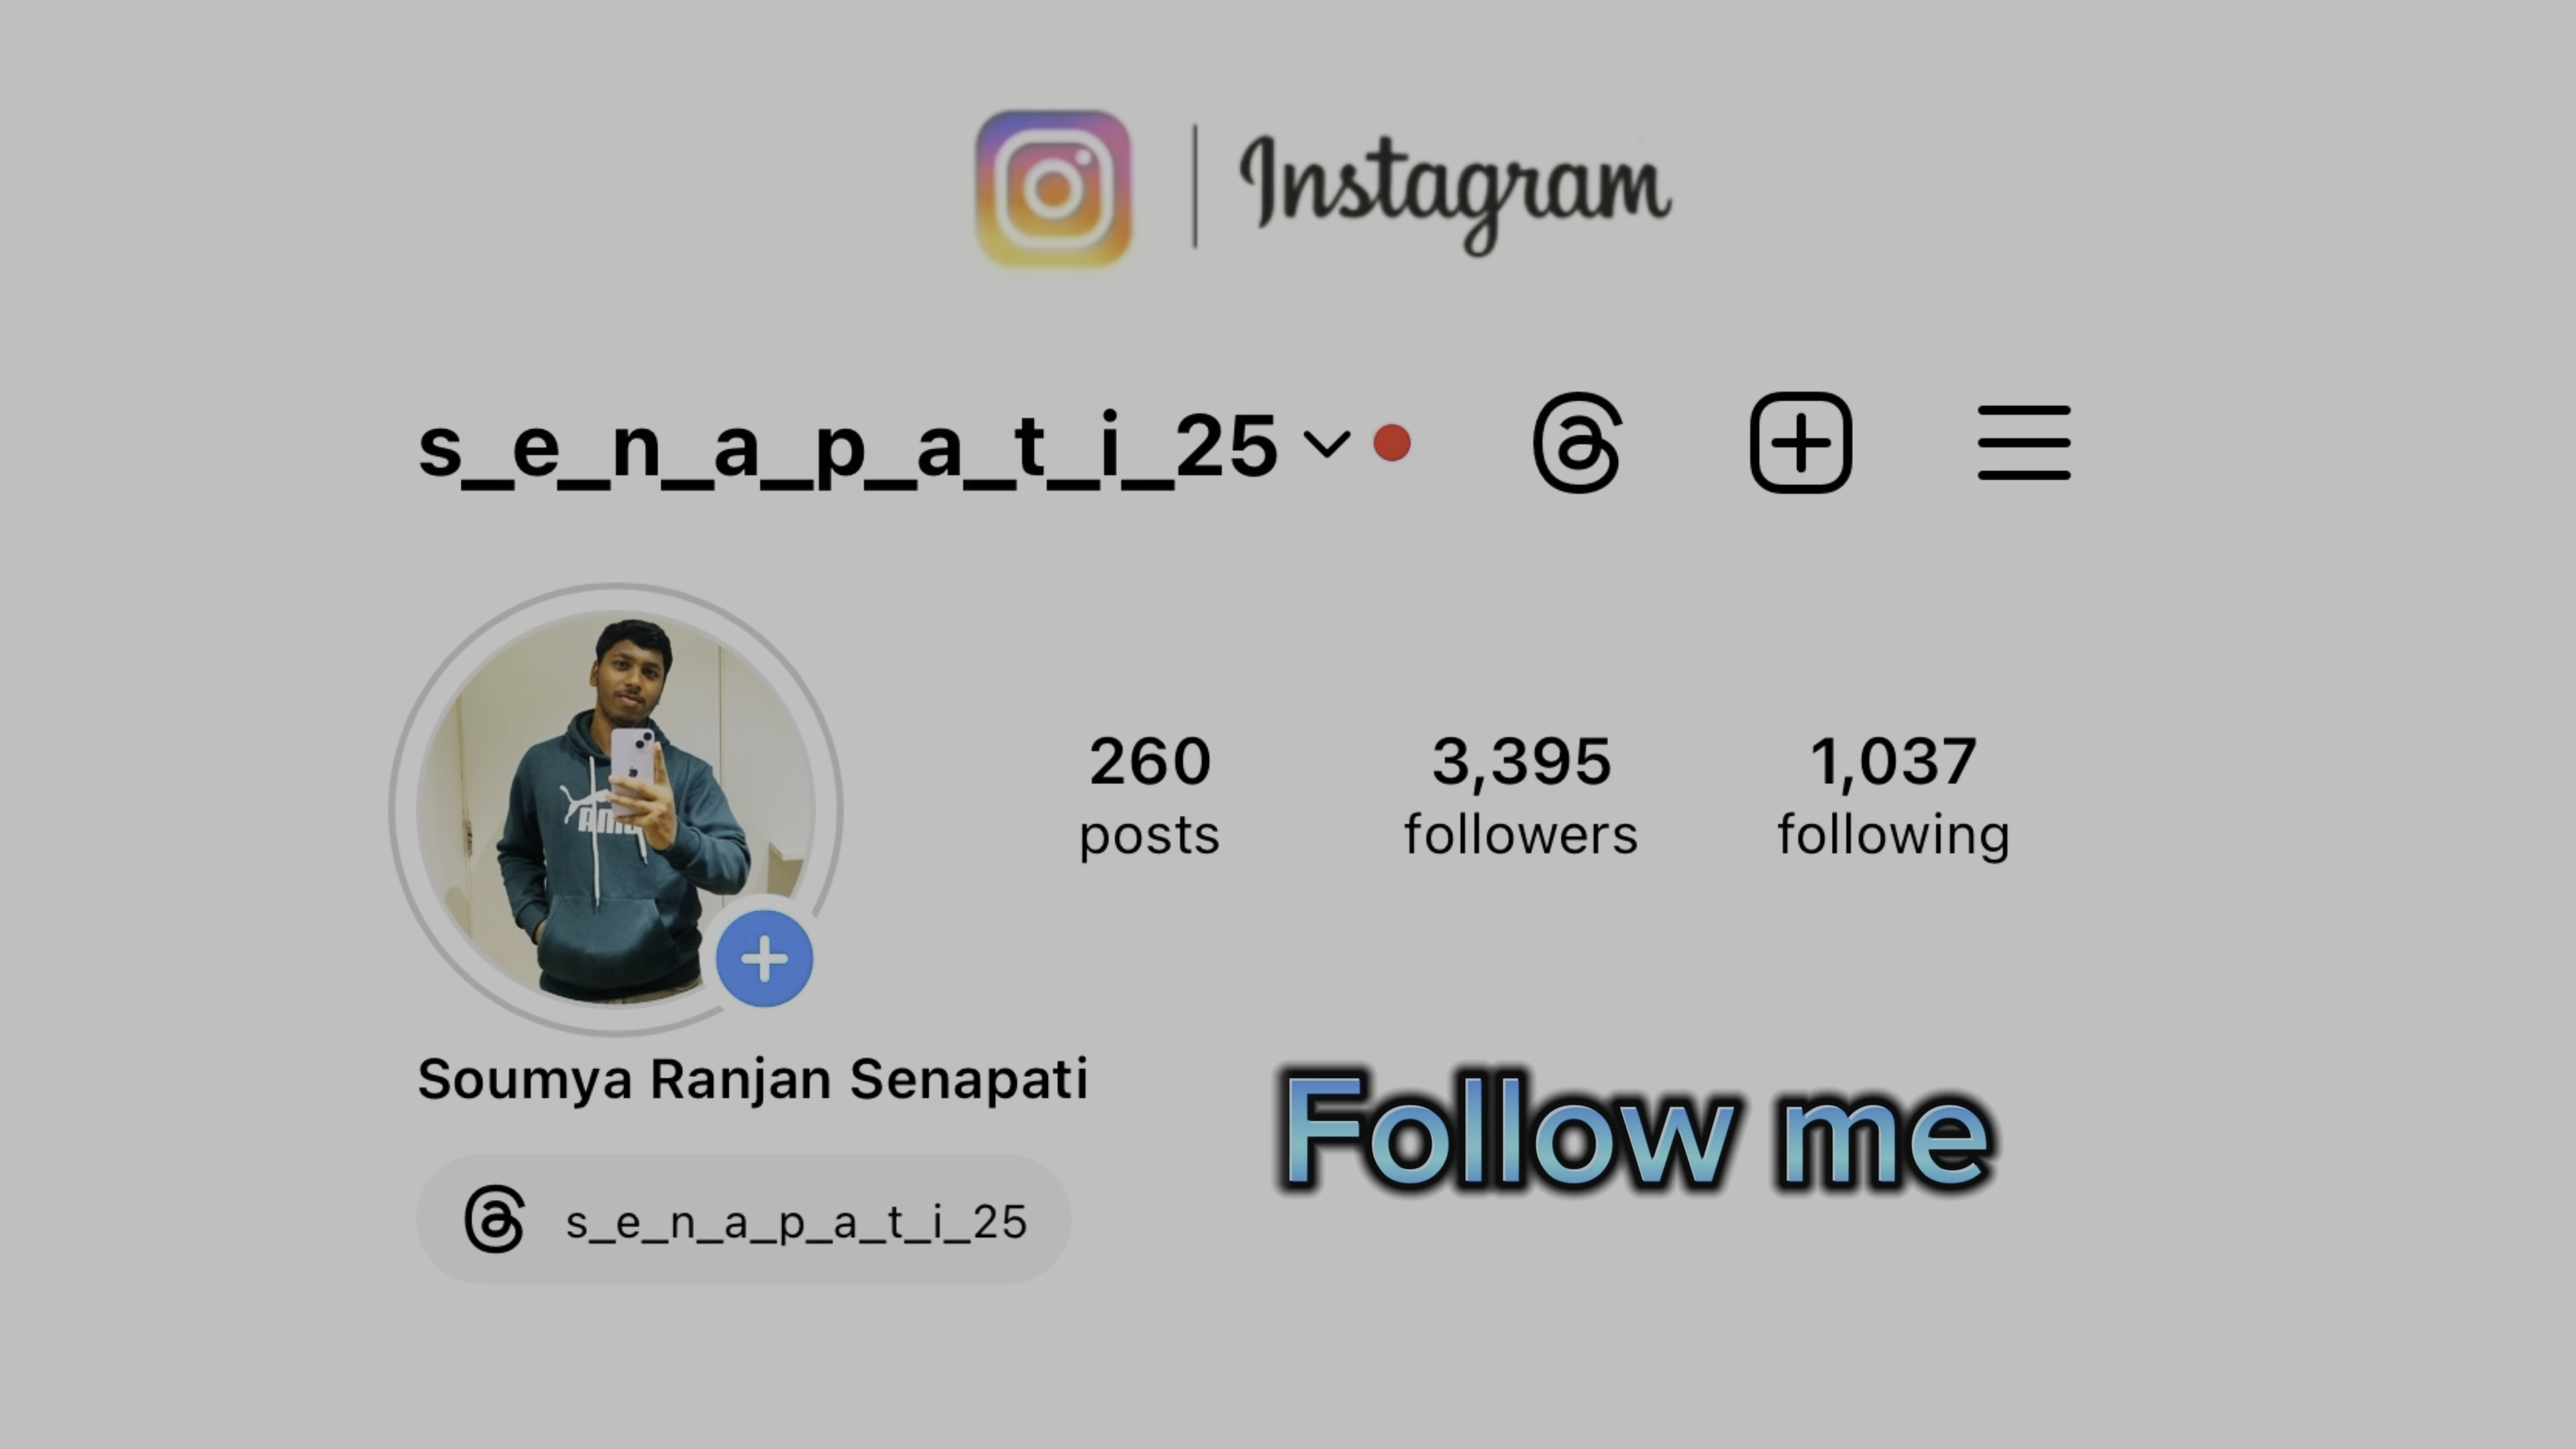 Instagram
s_e_n_a_p_a_t_i_25
260 3,395 1,037
posts followers following
Soumya Ranjan Senapati
Follow me
s_e_n_a_p_a_t_i_25